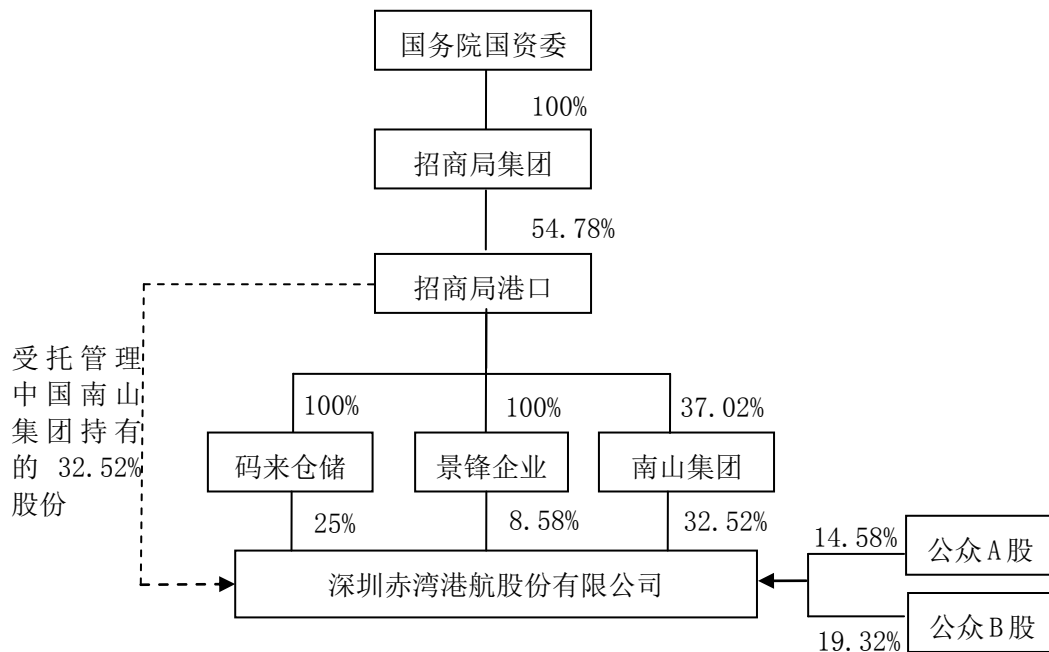 国务院国资委
100%
招商局集团
54.78%
招商局港口
受托管理
中国南山
集团持有
的 32.52%
股份
100%
100%
37.02%
码来仓储
景锋企业
南山集团
25%
8.58%
32.52%
14.58%
公众A股
深圳赤湾港航股份有限公司
19.32%
公众B股